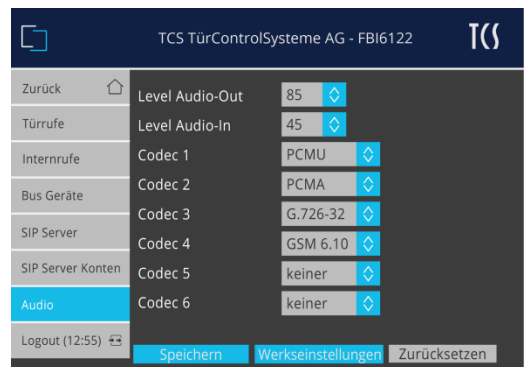 TCS TürControlSysteme AG - FBI6122
TCS
Zurück
Türrufe
Internrufe
Bus Geräte
SIP Server
SIP Server Konten
Audio
Logout (12:55)
Level Audio-Out 85
Level Audio-In 45
Codec 1 PCMU
Codec 2 PCMA
Codec 3 G.726-32
Codec 4 GSM 6.10
Codec 5 keiner
Codec 6 keiner
Speichern Werkseinstellungen Zurücksetzen